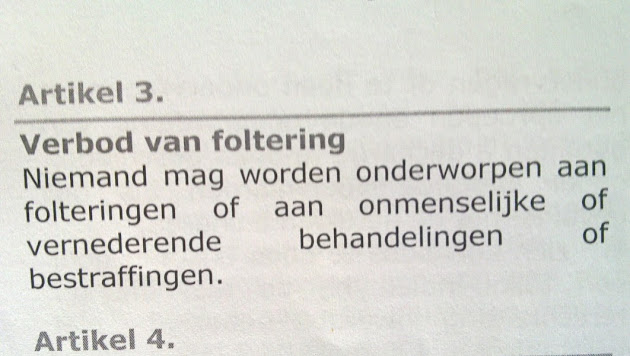 Artikel 3.
Verbod van foltering
Niemand mag worden onderworpen aan
folteringen of aan onmenselijke of
vernederende behandelingen of
bestraffingen.
Artikel 4.